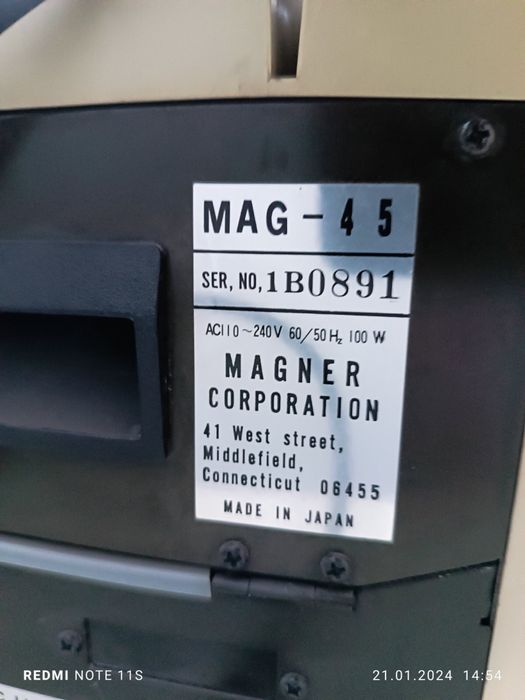 MAG-45
SER, NO, 1B0891
AC110~240V 60/50Hz 100W
MAGNER
CORPORATION
41 West street,
Middlefield,
Connecticut 06455
MADE IN JAPAN
REDMI NOTE 11S
21.01.2024 14:54